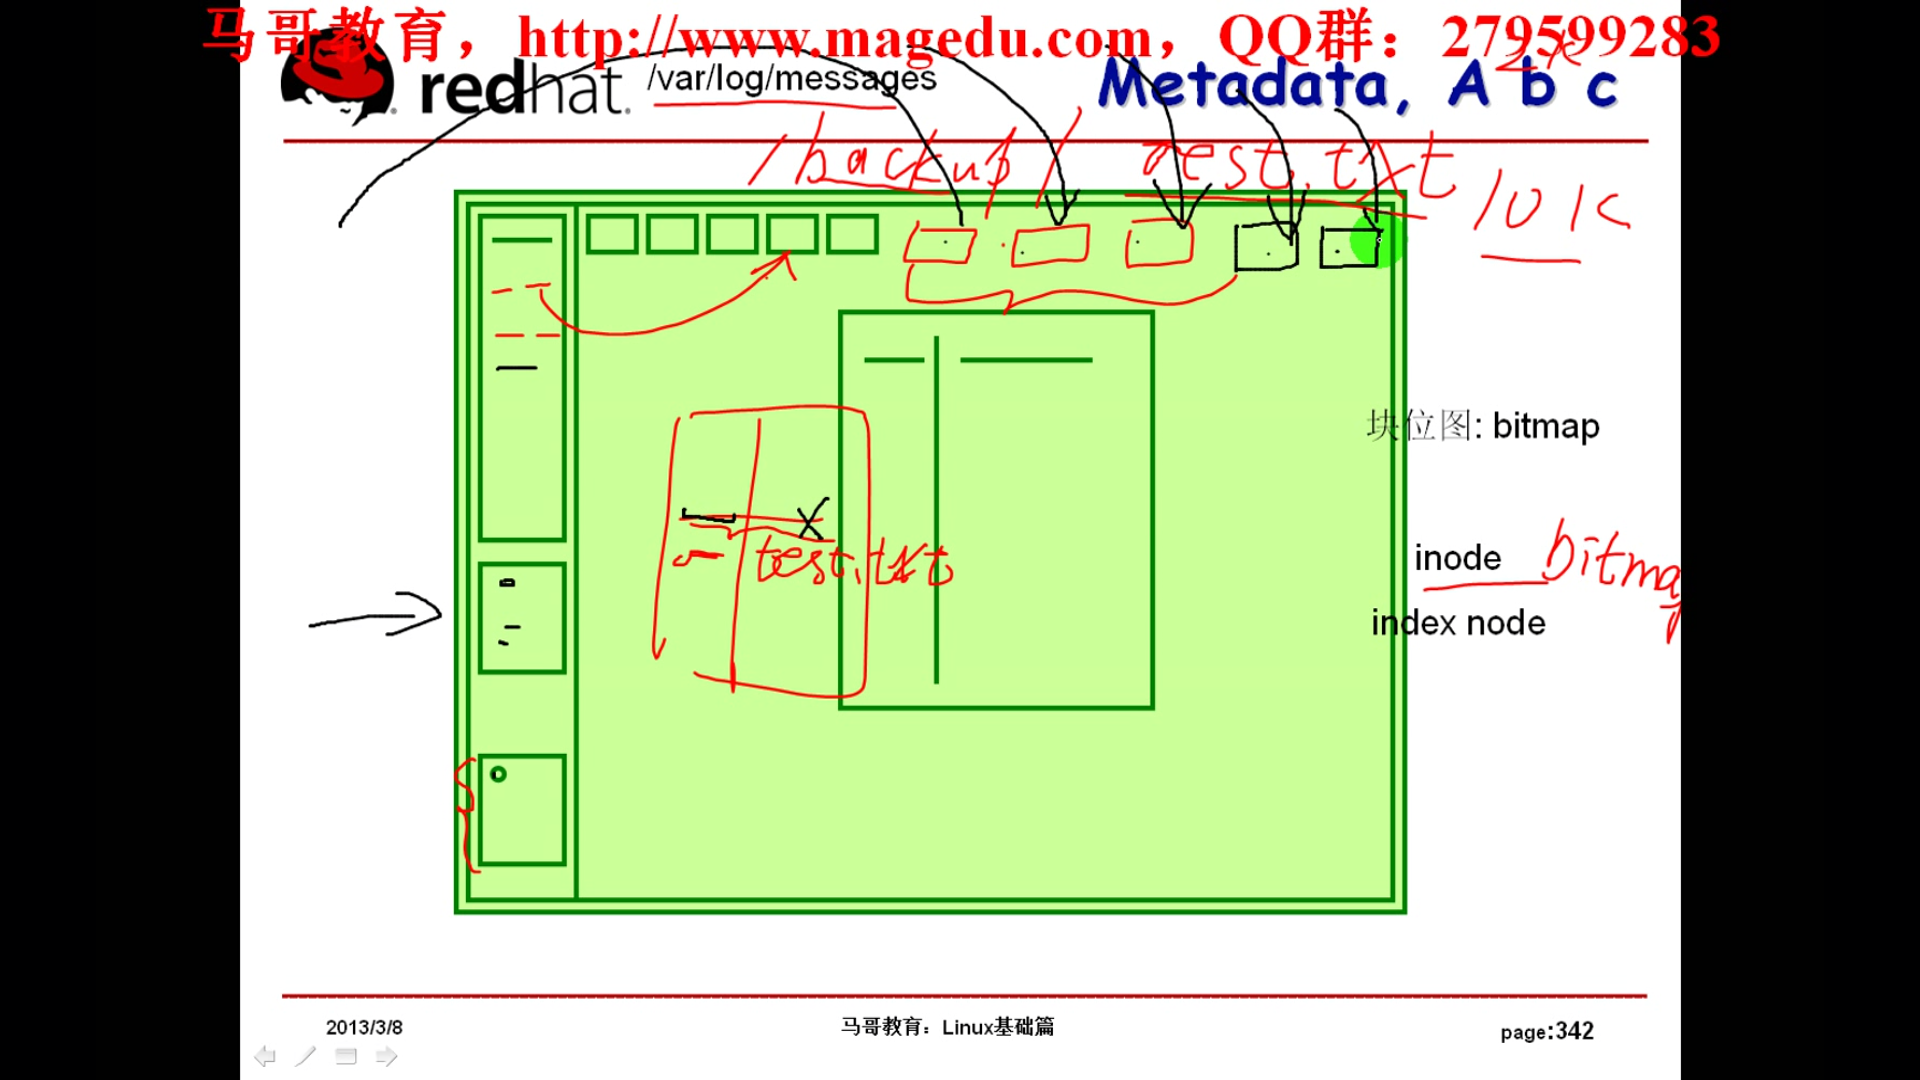 马哥教育，http://www.magedu.com，QQ群：279599283
redhat.
/var/log/messages
Metadata, A b c
2k
/backup/
test.txt
10k
块位图: bitmap
test.txt
inode
bitmap
index node
2013/3/8
马哥教育：Linux基础篇
page:342